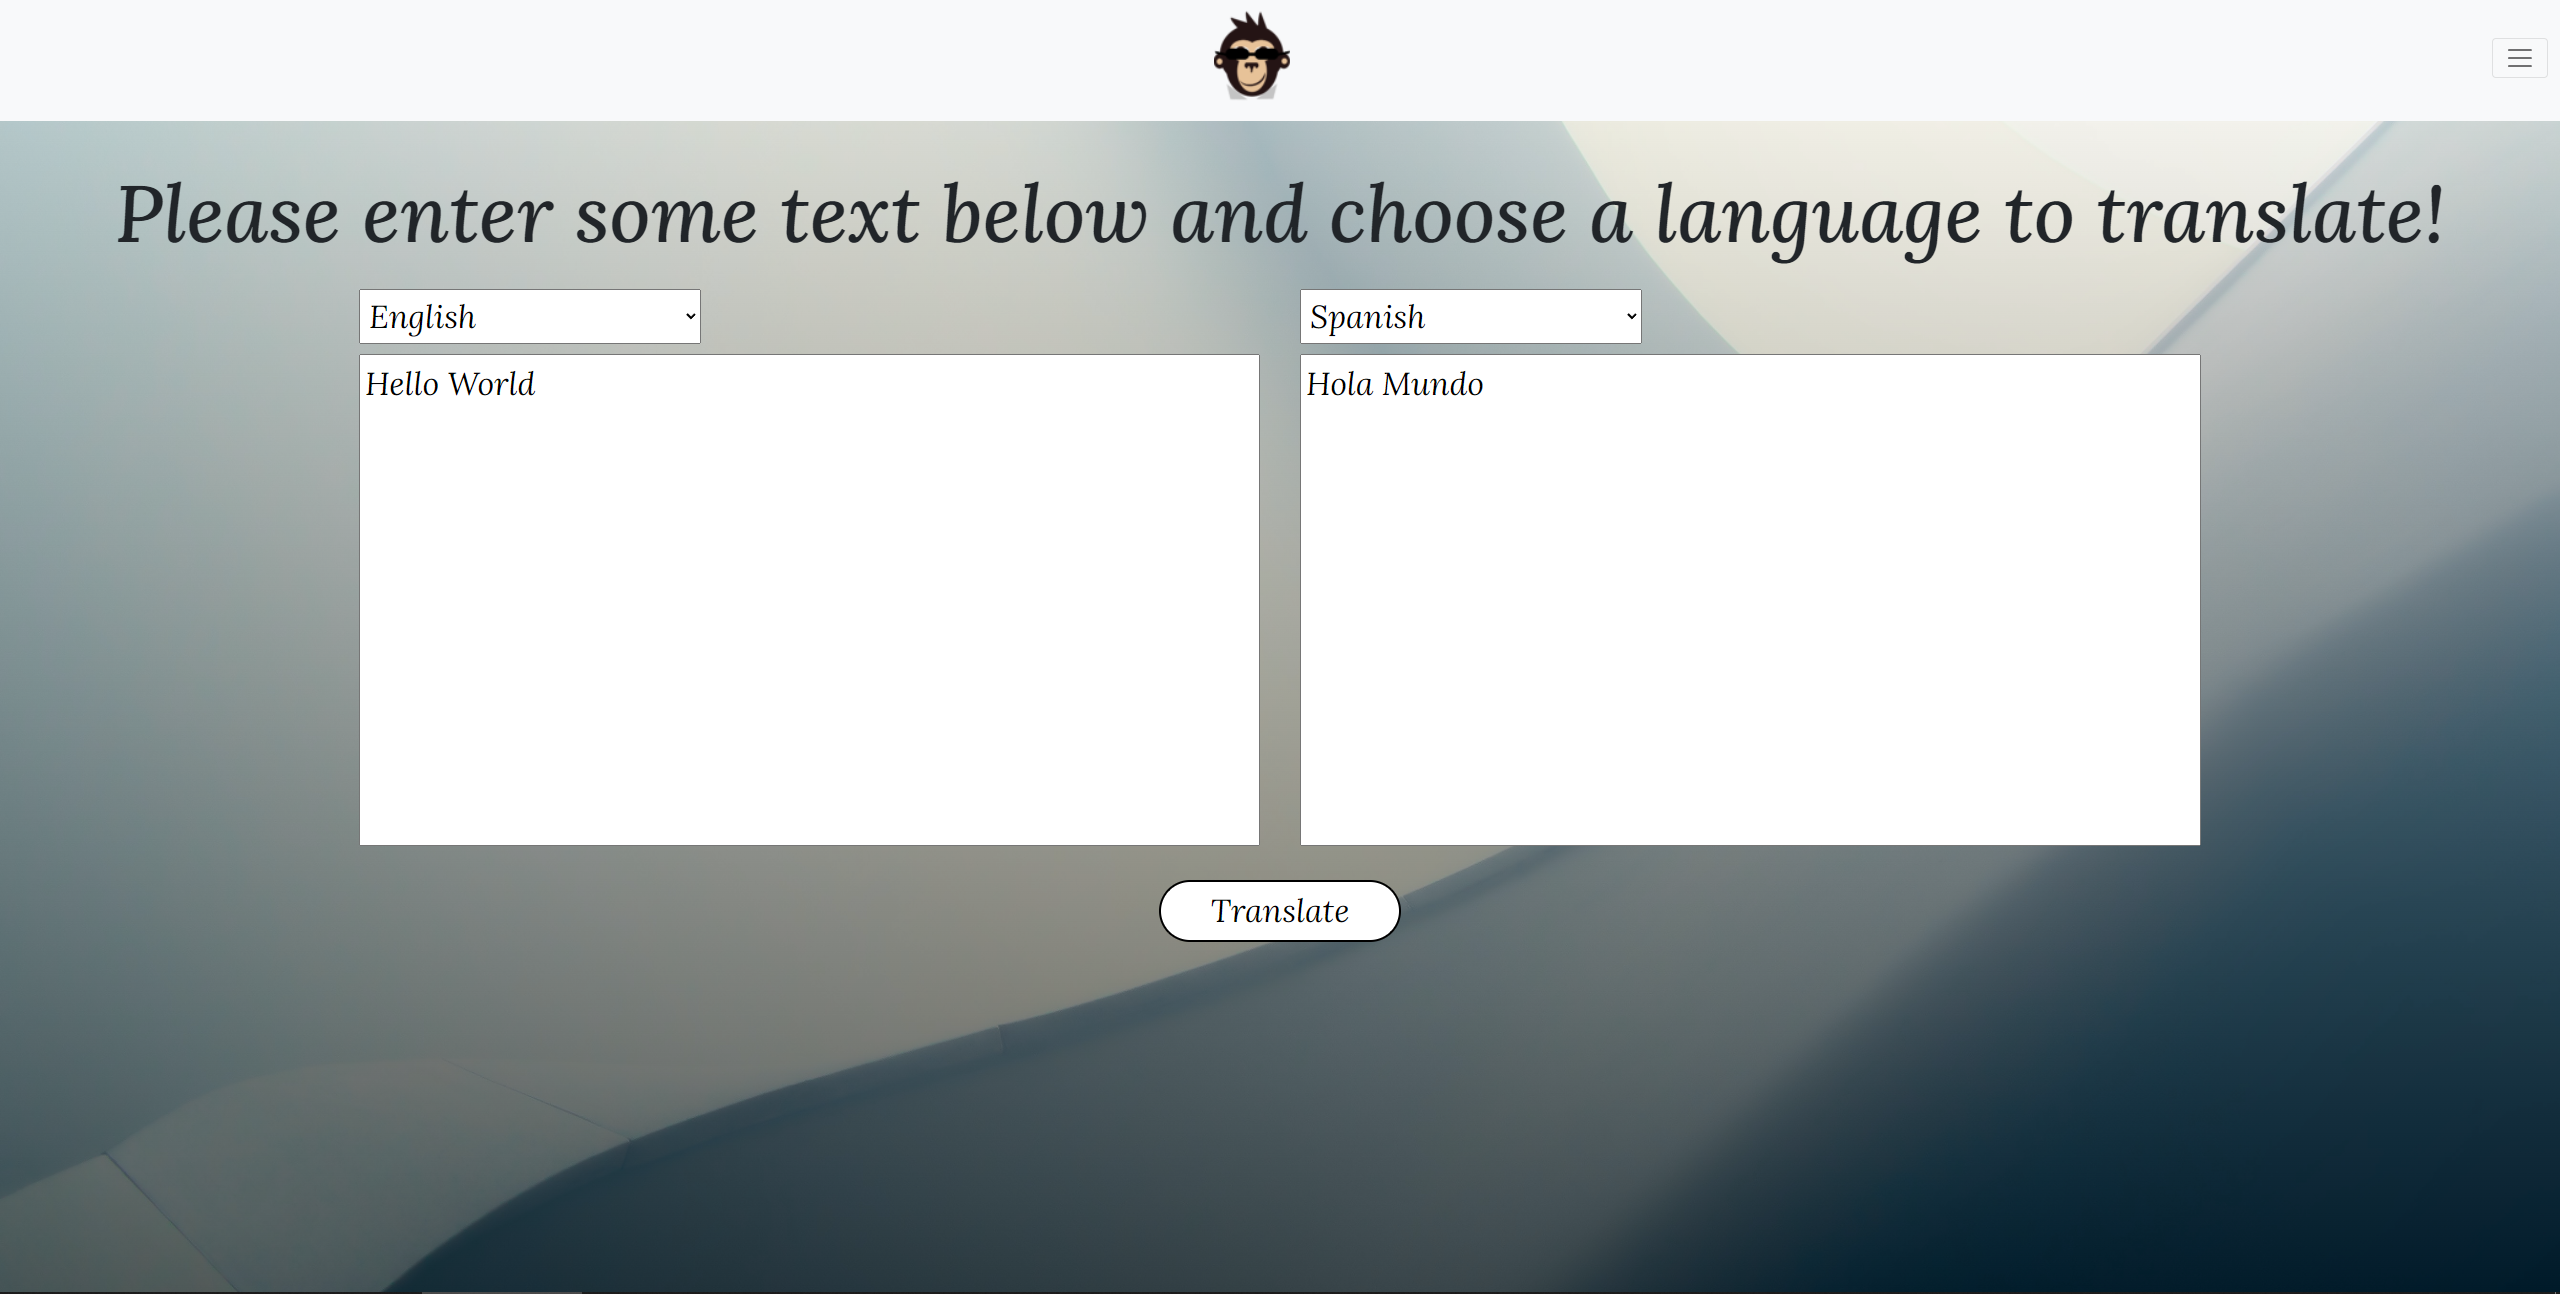 Please enter some text below and choose a language to translate!
English
Spanish
Hello World
Hola Mundo
Translate